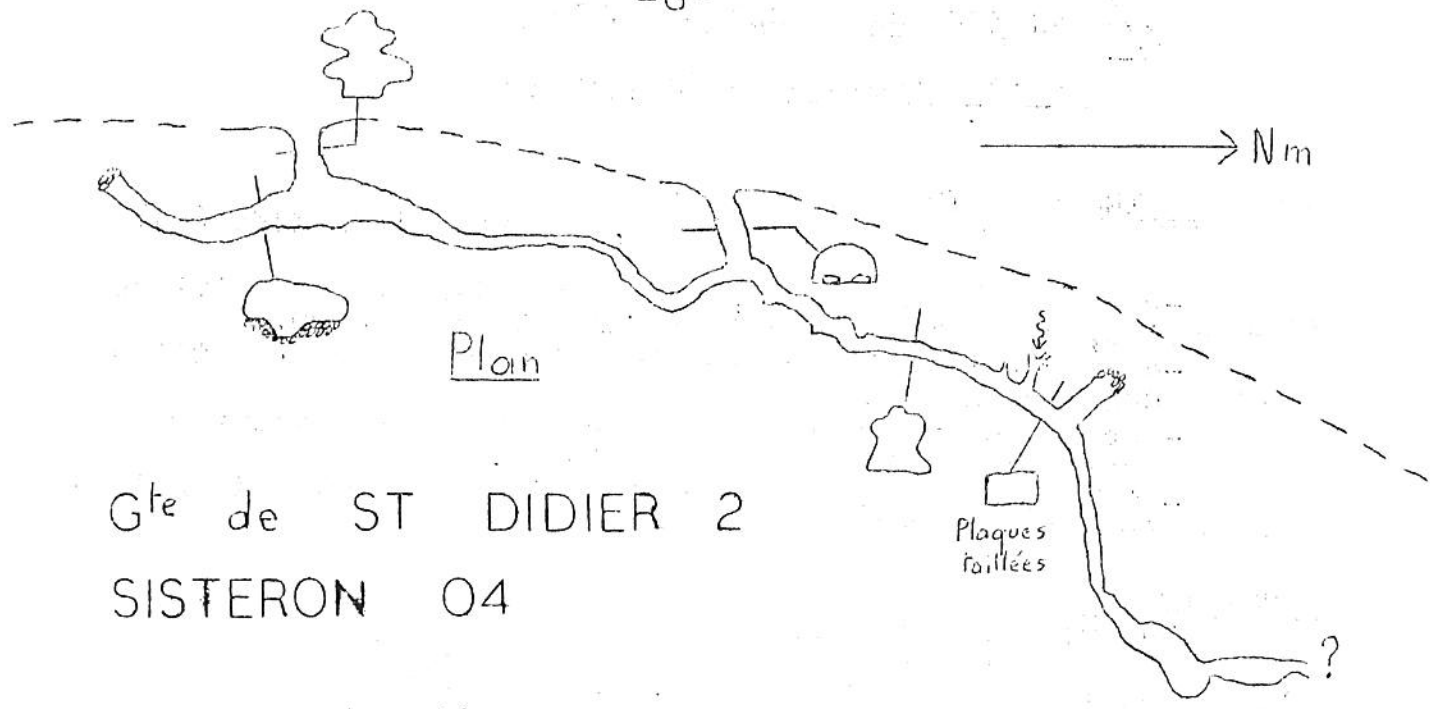 Nm
Plan
Plaques
taillées
?
Gte de ST DIDIER 2
SISTERON 04